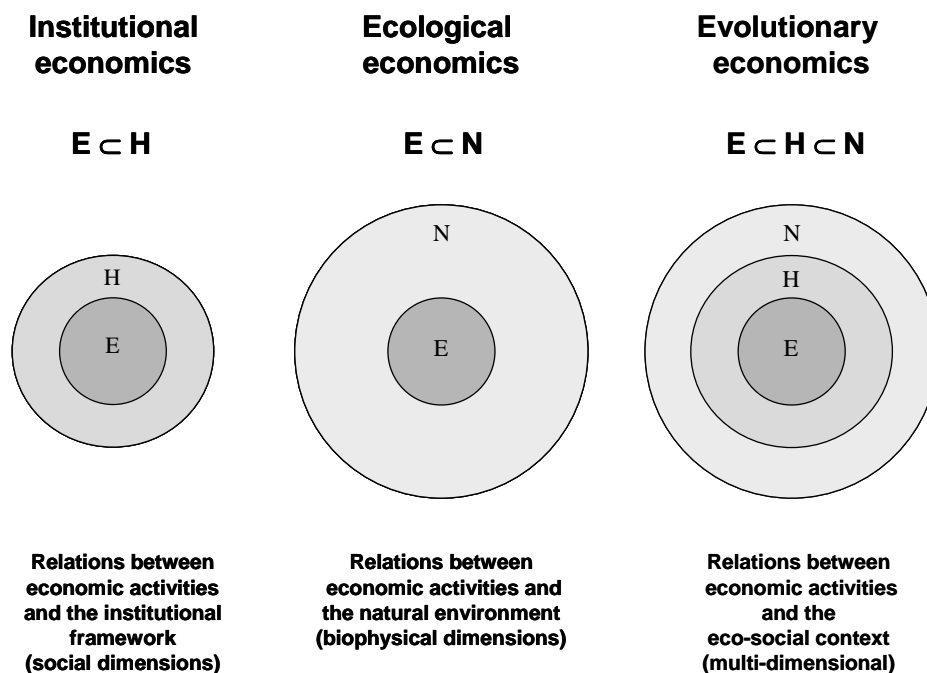 Institutional
economics
Ecological
economics
Evolutionary
economics
E ⊂ H
E ⊂ N
E ⊂ H ⊂ N
H
E
N
E
N
H
E
Relations between
economic activities
and the institutional
framework
(social dimensions)
Relations between
economic activities and
the natural environment
(biophysical dimensions)
Relations between
economic activities
and the
eco-social context
(multi-dimensional)